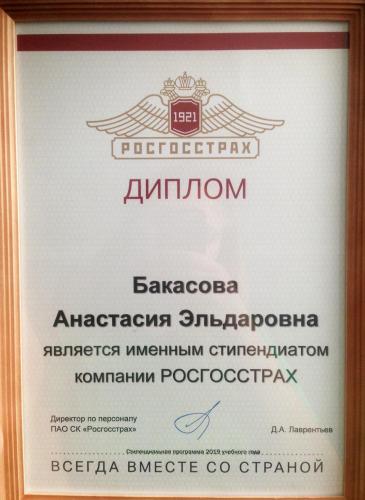 1921
РОСГОССТРАХ
ДИПЛОМ
Бакасова
Анастасия Эльдаровна
является именным стипендиатом
компании РОСГОССТРАХ
Директор по персоналу
ПАО СК «Росгосстрах»
Д.А. Лаврентьев
Стипендиальная программа 2019 учебного года
ВСЕГДА ВМЕСТЕ СО СТРАНОЙ